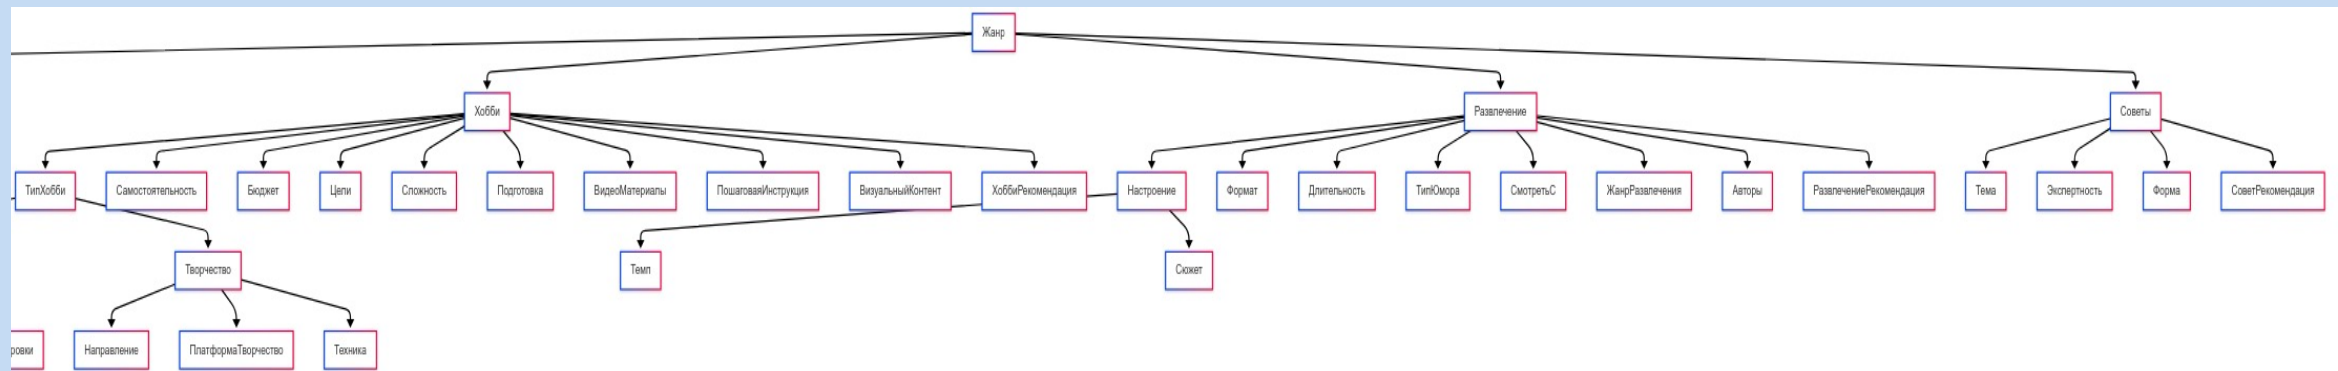 Жанр
Хобби
Развлечение
Советы
ТипХобби
Самостоятельность
Бюджет
Цели
Сложность
Подготовка
ВидеоМатериалы
ПошаговаяИнструкция
ВизуальныйКонтент
ХоббиРекомендация
Настроение
Формат
Длительность
ТипЮмора
СмотретьС
ЖанрРазвлечения
Авторы
РазвлечениеРекомендация
Тема
Экспертность
Форма
СоветРекомендация
Творчество
Темп
Сюжет
ровки
Направление
ПлатформаТворчество
Техника